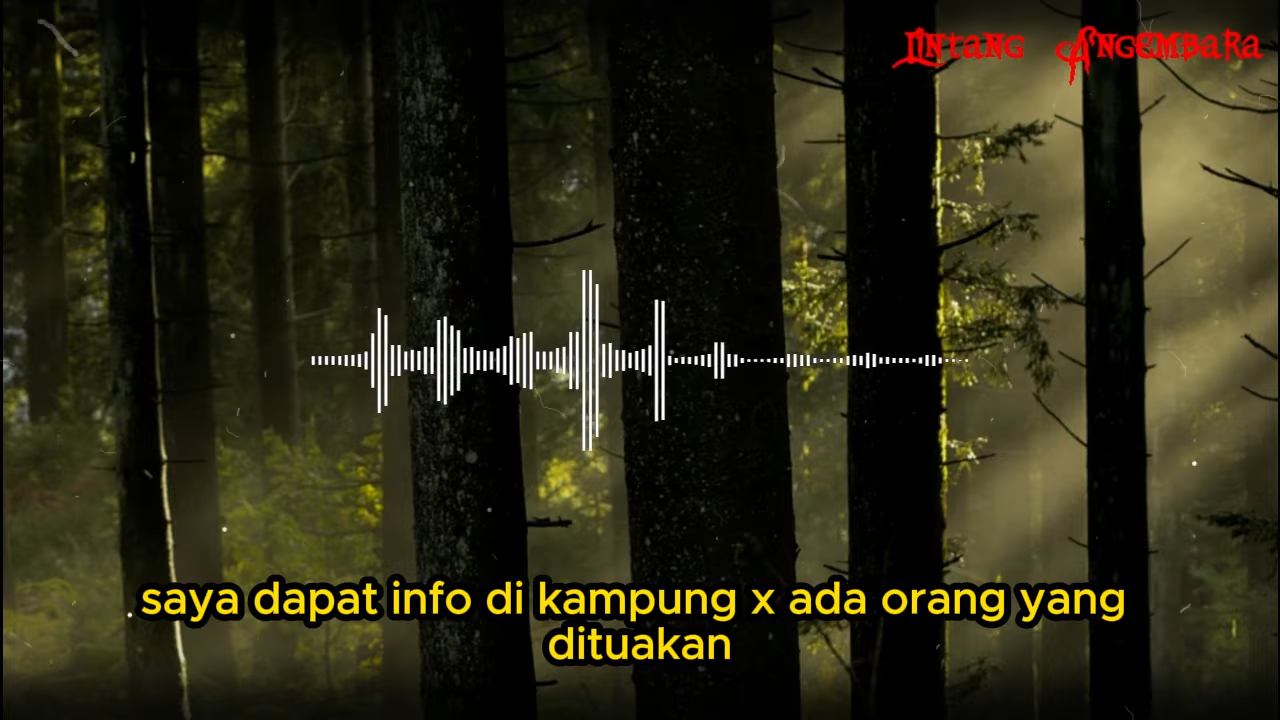 Lintang Angembara
saya dapat info di kampung x ada orang yang
dituakan